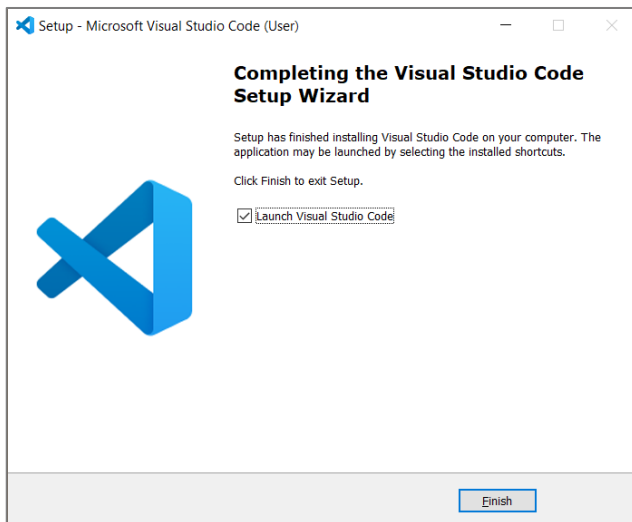 Setup - Microsoft Visual Studio Code (User)
Completing the Visual Studio Code
Setup Wizard
Setup has finished installing Visual Studio Code on your computer. The
application may be launched by selecting the installed shortcuts.
Click Finish to exit Setup.
Launch Visual Studio Code
Finish